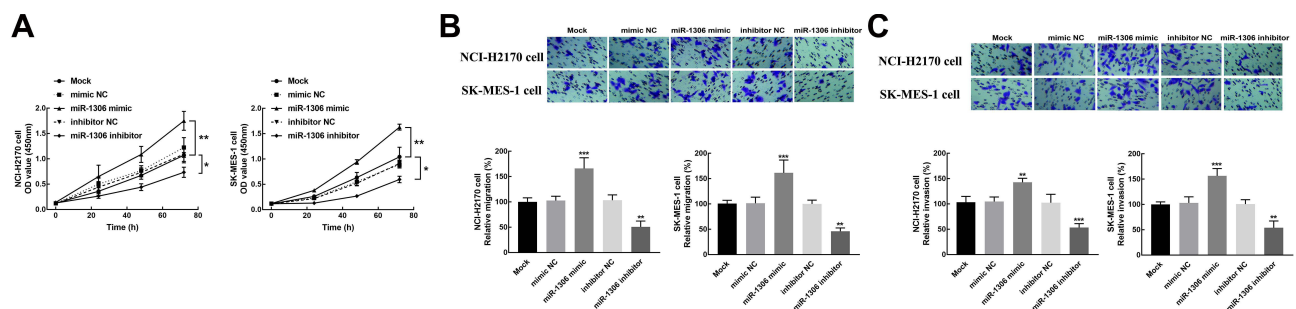 A
Mock
mimic NC
miR-1306 mimic
inhibitor NC
miR-1306 inhibitor
NCI-H2170 cell
OD value (450nm)
2.0
1.5
1.0
0.5
0.0
0 20 40 60 80
Time (h)
**
*
Mock
mimic NC
miR-1306 mimic
inhibitor NC
miR-1306 inhibitor
SK-MES-1 cell
OD value (450nm)
2.0
1.5
1.0
0.5
0.0
0 20 40 60 80
Time (h)
**
*
B
Mock mimic NC miR-1306 mimic inhibitor NC miR-1306 inhibitor
NCI-H2170 cell
SK-MES-1 cell
NCI-H2170 cell
Relative migration (%)
200
150
100
50
0
***
**
Mock mimic NC miR-1306 mimic inhibitor NC miR-1306 inhibitor
SK-MES-1 cell
Relative migration (%)
200
150
100
50
0
***
**
Mock mimic NC miR-1306 mimic inhibitor NC miR-1306 inhibitor
C
Mock mimic NC miR-1306 mimic inhibitor NC miR-1306 inhibitor
NCI-H2170 cell
SK-MES-1 cell
NCI-H2170 cell
Relative invasion (%)
200
150
100
50
0
**
***
Mock mimic NC miR-1306 mimic inhibitor NC miR-1306 inhibitor
SK-MES-1 cell
Relative invasion (%)
200
150
100
50
0
***
**
Mock mimic NC miR-1306 mimic inhibitor NC miR-1306 inhibitor